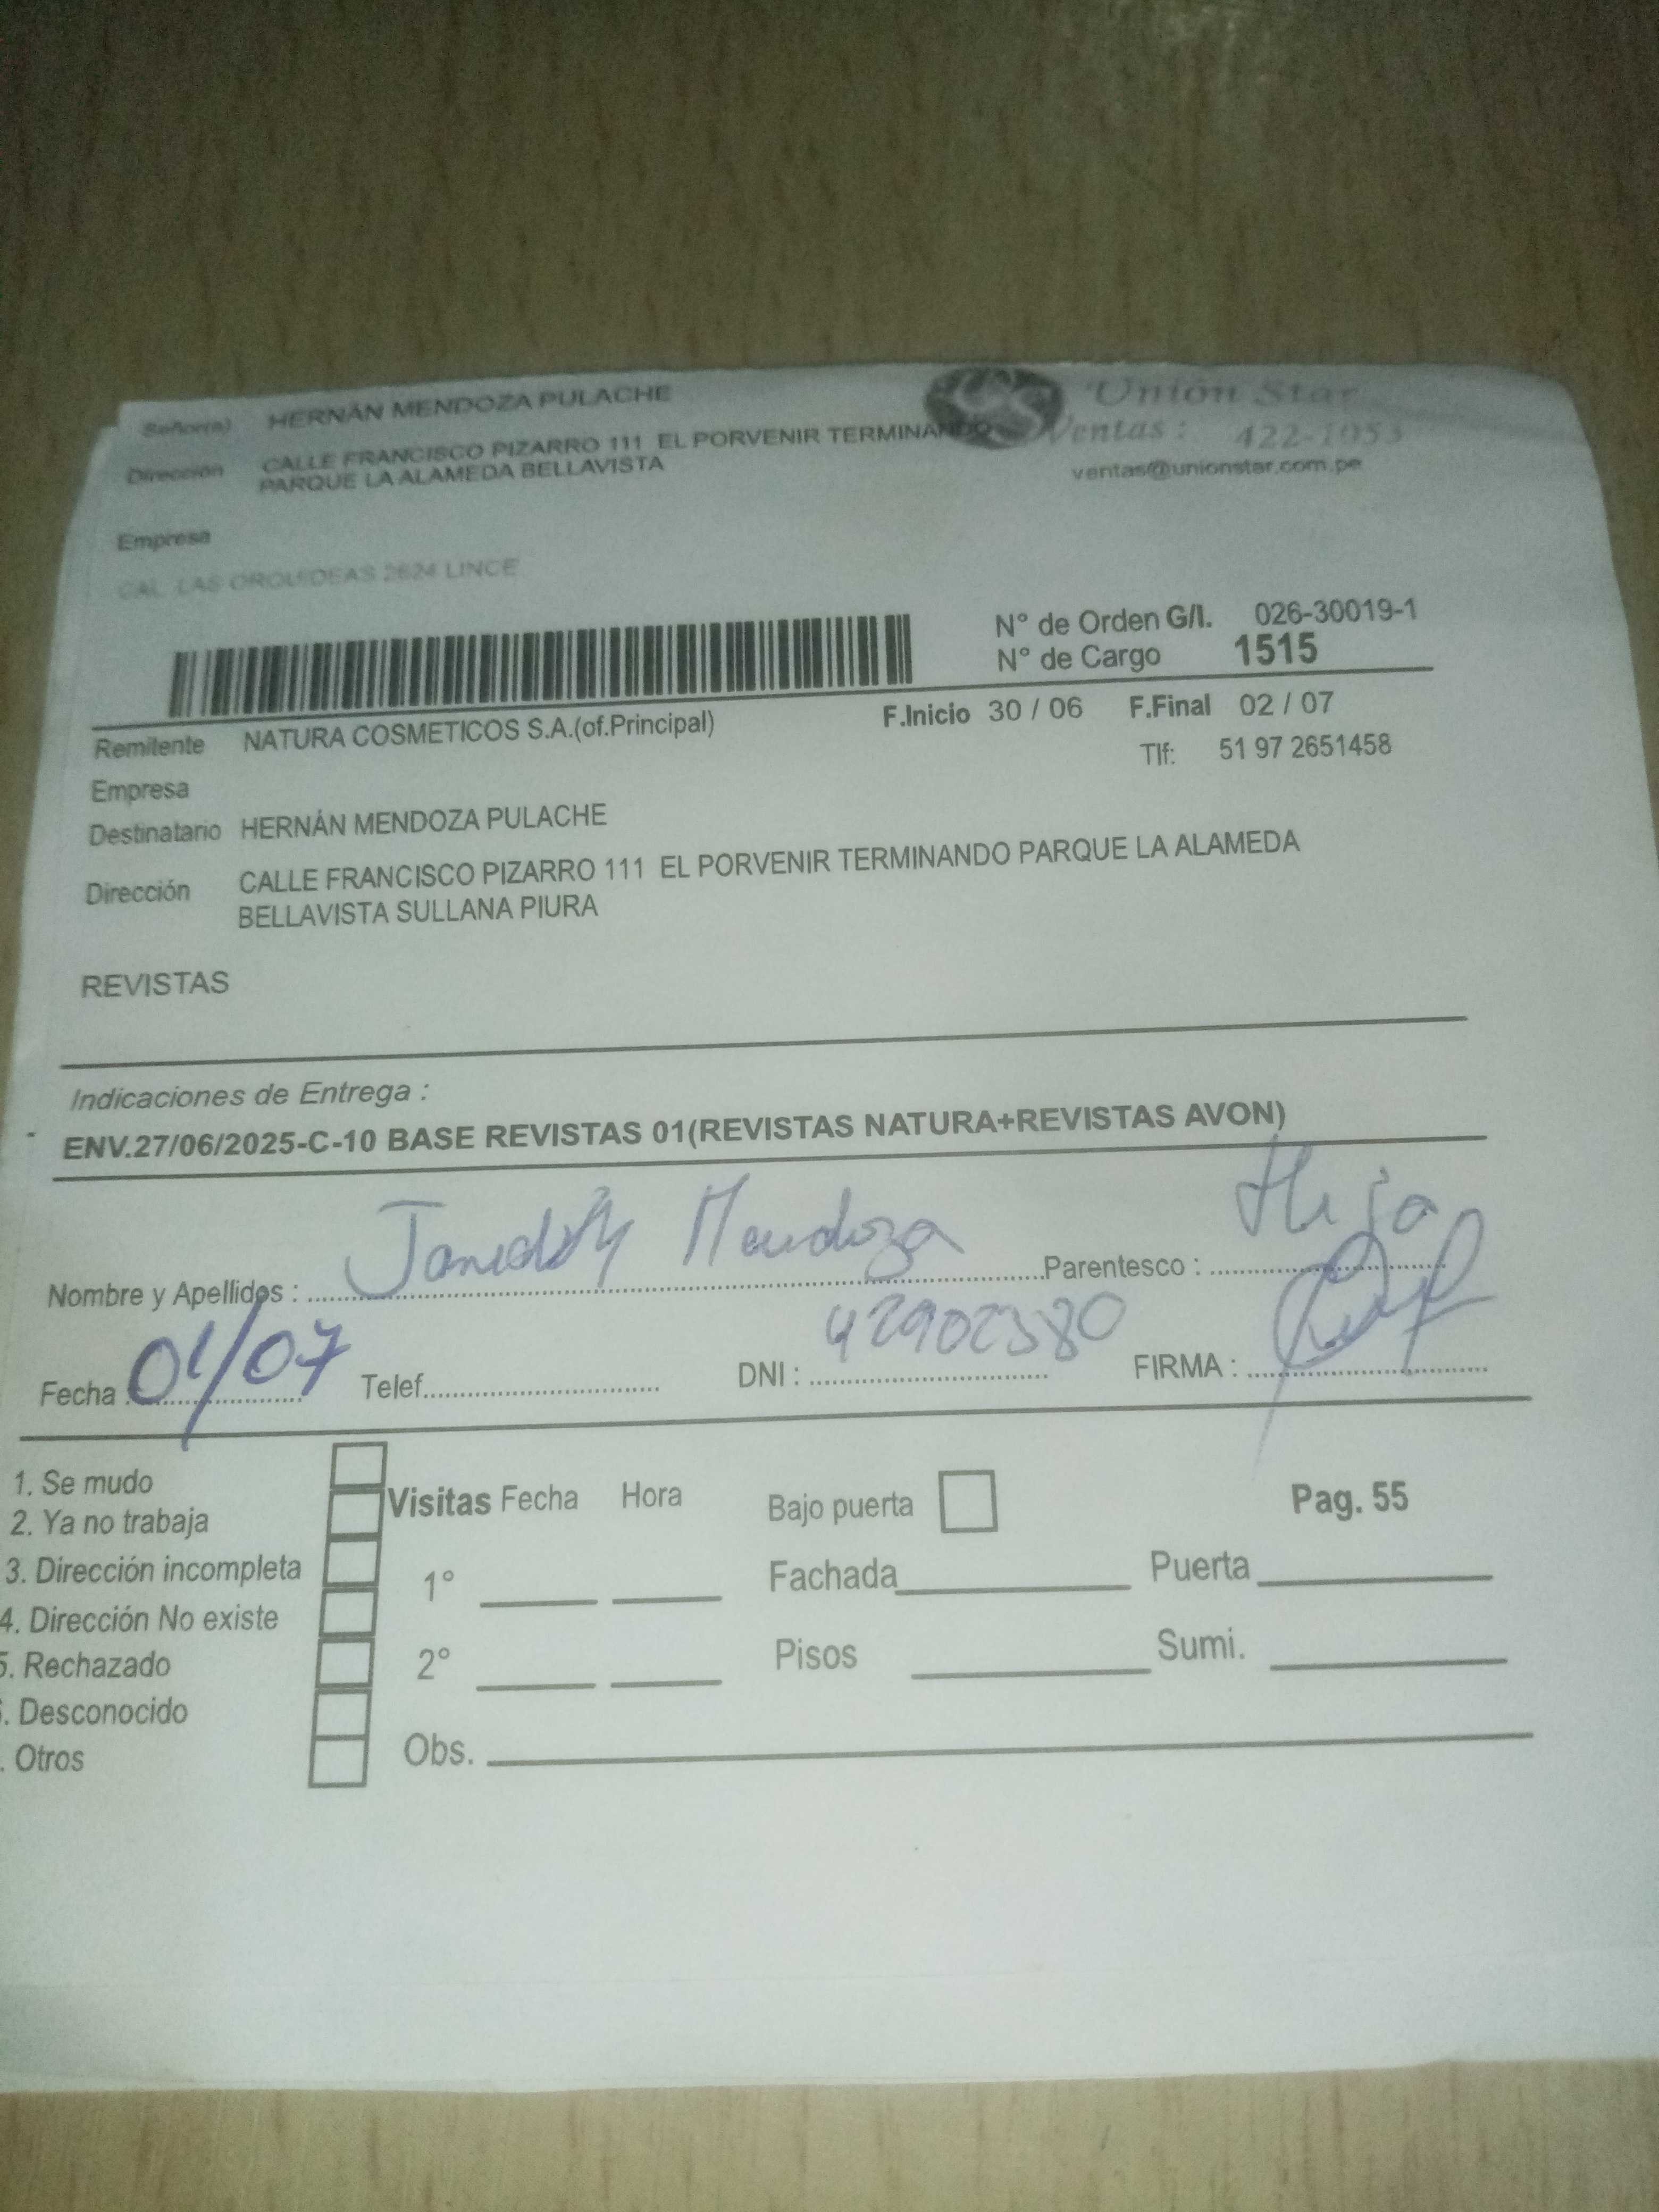 Señor(a) HERNÁN MENDOZA PULACHE
Unión Star
Dirección CALLE FRANCISCO PIZARRO 111 EL PORVENIR TERMINANDO
Ventas : 422-1053
PARQUE LA ALAMEDA BELLAVISTA
ventas@unionstar.com.pe
Empresa
CAL. LAS ORQUIDEAS 2624 LINCE
N° de Orden G/I. 026-30019-1
N° de Cargo 1515
Remitente NATURA COSMETICOS S.A.(of.Principal) F.Inicio 30 / 06 F.Final 02 / 07
Tlf: 51 97 2651458
Empresa
Destinatario HERNÁN MENDOZA PULACHE
Dirección CALLE FRANCISCO PIZARRO 111 EL PORVENIR TERMINANDO PARQUE LA ALAMEDA
BELLAVISTA SULLANA PIURA
REVISTAS
Indicaciones de Entrega :
ENV.27/06/2025-C-10 BASE REVISTAS 01(REVISTAS NATURA+REVISTAS AVON)
Nombre y Apellidos : Mendoza Parentesco : Hija
Fecha : 01/07 Telef. DNI : 42902380 FIRMA :
1. Se mudo
2. Ya no trabaja
3. Dirección incompleta
4. Dirección No existe
5. Rechazado
. Desconocido
. Otros
Visitas Fecha Hora
1°
2°
Obs.
Bajo puerta Pag. 55
Fachada Puerta
Pisos Sumi.